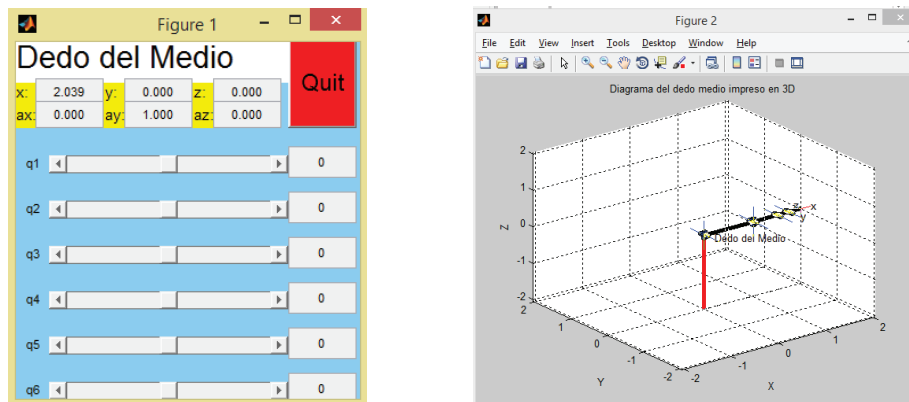 Figure 1
Dedo del Medio
Quit
x: 2.039 y: 0.000 z: 0.000
ax: 0.000 ay: 1.000 az: 0.000
q1 0
q2 0
q3 0
q4 0
q5 0
q6 0
Figure 2
File Edit View Insert Tools Desktop Window Help
Diagrama del dedo medio impreso en 3D
2
1
0
-1
-2
Z
z x
y
Dedo del Medio
2
1
0
-1
-2
Y
-2
-1
0
1
2
X